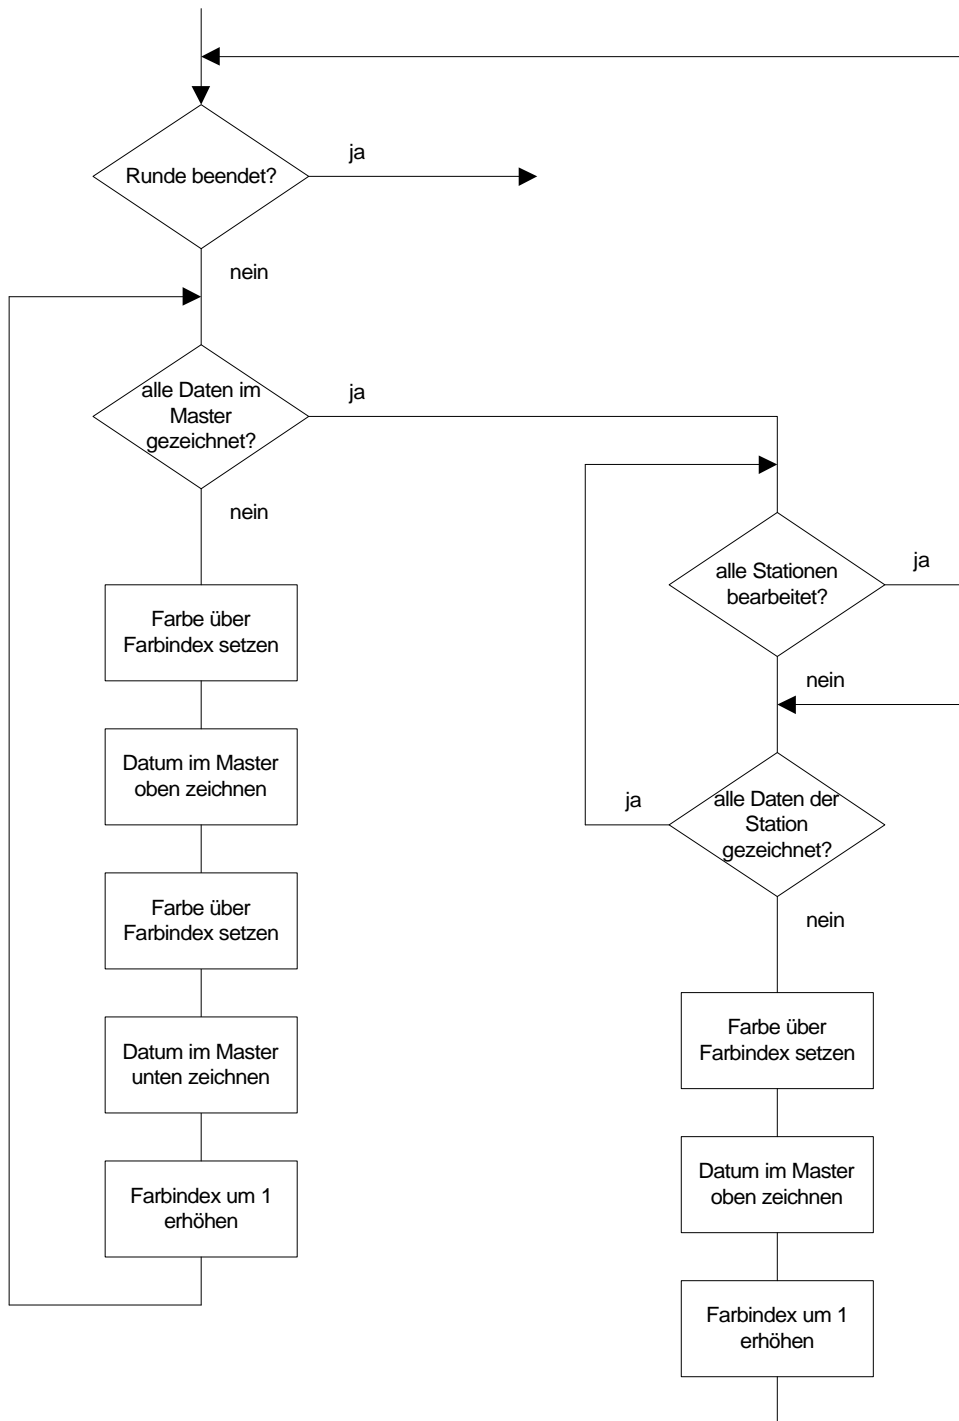 ja
Runde beendet?
nein
alle Daten im
Master
gezeichnet?
ja
nein
Farbe über
Farbindex setzen
Datum im Master
oben zeichnen
Farbe über
Farbindex setzen
Datum im Master
unten zeichnen
Farbindex um 1
erhöhen
alle Stationen
bearbeitet?
ja
nein
alle Daten der
Station
gezeichnet?
ja
nein
Farbe über
Farbindex setzen
Datum im Master
oben zeichnen
Farbindex um 1
erhöhen